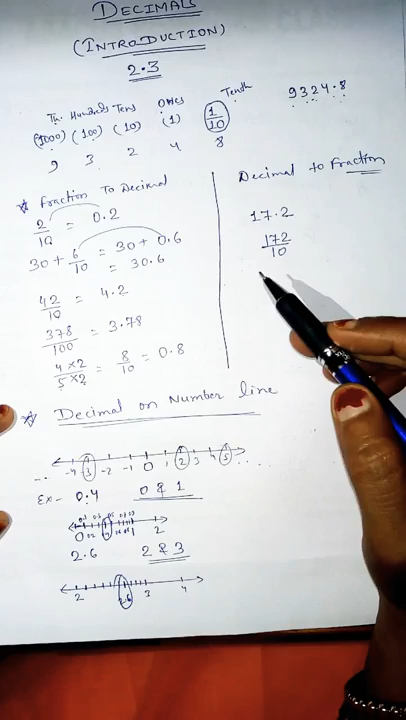 DECIMALS
(INTRODUCTION)
2.3
Th. Hundreds Tens Ones Tenth
(1000) (100) (10) (1) 1/10
9 3 2 4 8
9324.8
Fraction To Decimal
2/10 = 0.2
30 + 6/10 = 30 + 0.6
= 30.6
42/10 = 4.2
378/100 = 3.78
4×2/5×2 = 8/10 = 0.8
Decimal to Fraction
17.2
172/10
Decimal on Number line
-4 -3 -2 -1 0 1 2 3 4 5
Ex- 0.4 0 & 1
0 1 2
2.6 2 & 3
2 2.6 3 4